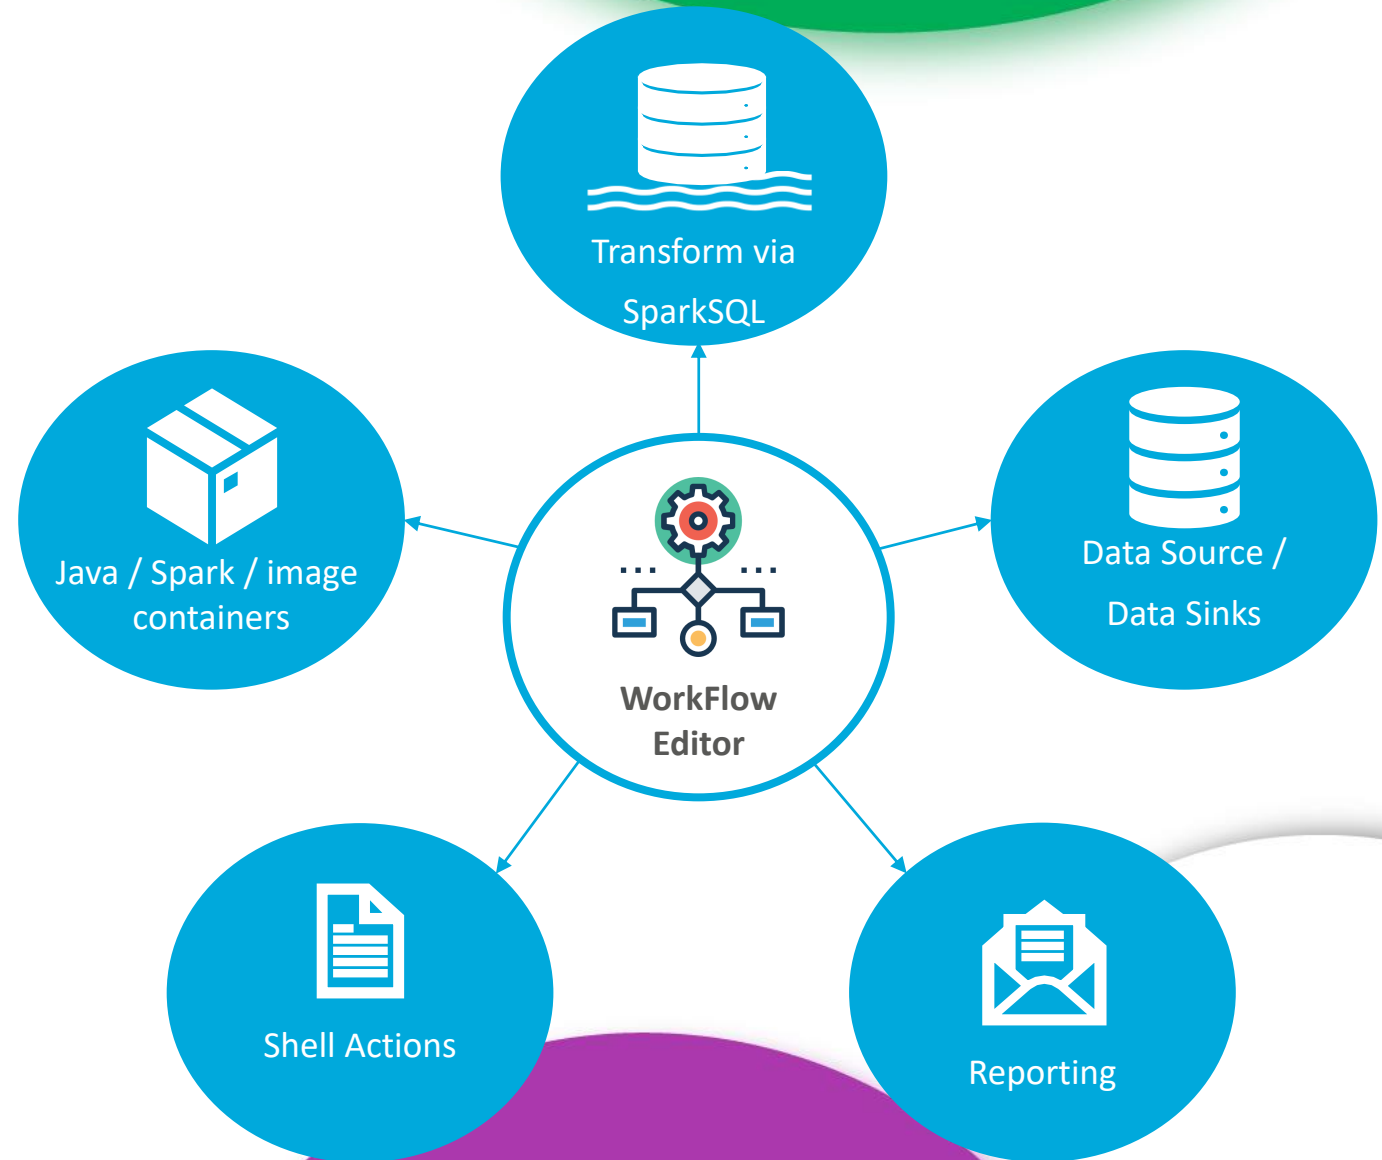 Transform via
SparkSQL
Java / Spark / image
containers
Data Source /
Data Sinks
WorkFlow
Editor
Shell Actions
Reporting